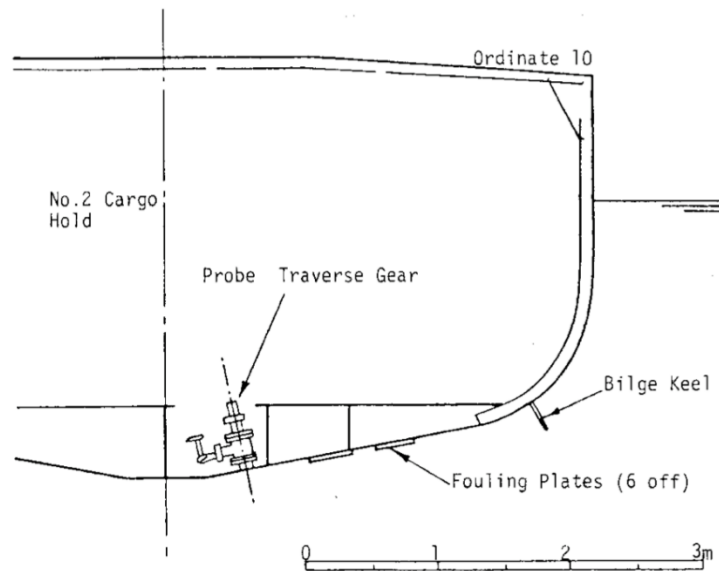 Ordinate 10
No.2 Cargo
Hold
Probe Traverse Gear
Bilge Keel
Fouling Plates (6 off)
0 1 2 3m